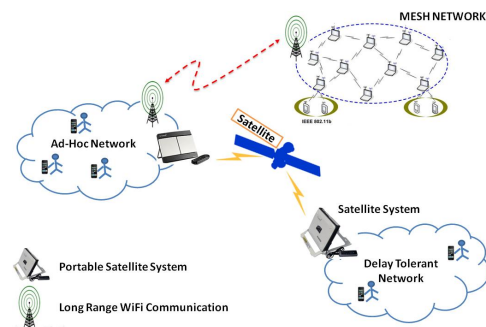 MESH NETWORK
IEEE 802.11b
Satellite
Ad-Hoc Network
Satellite System
Delay Tolerant
Network
Portable Satellite System
Long Range WiFi Communication